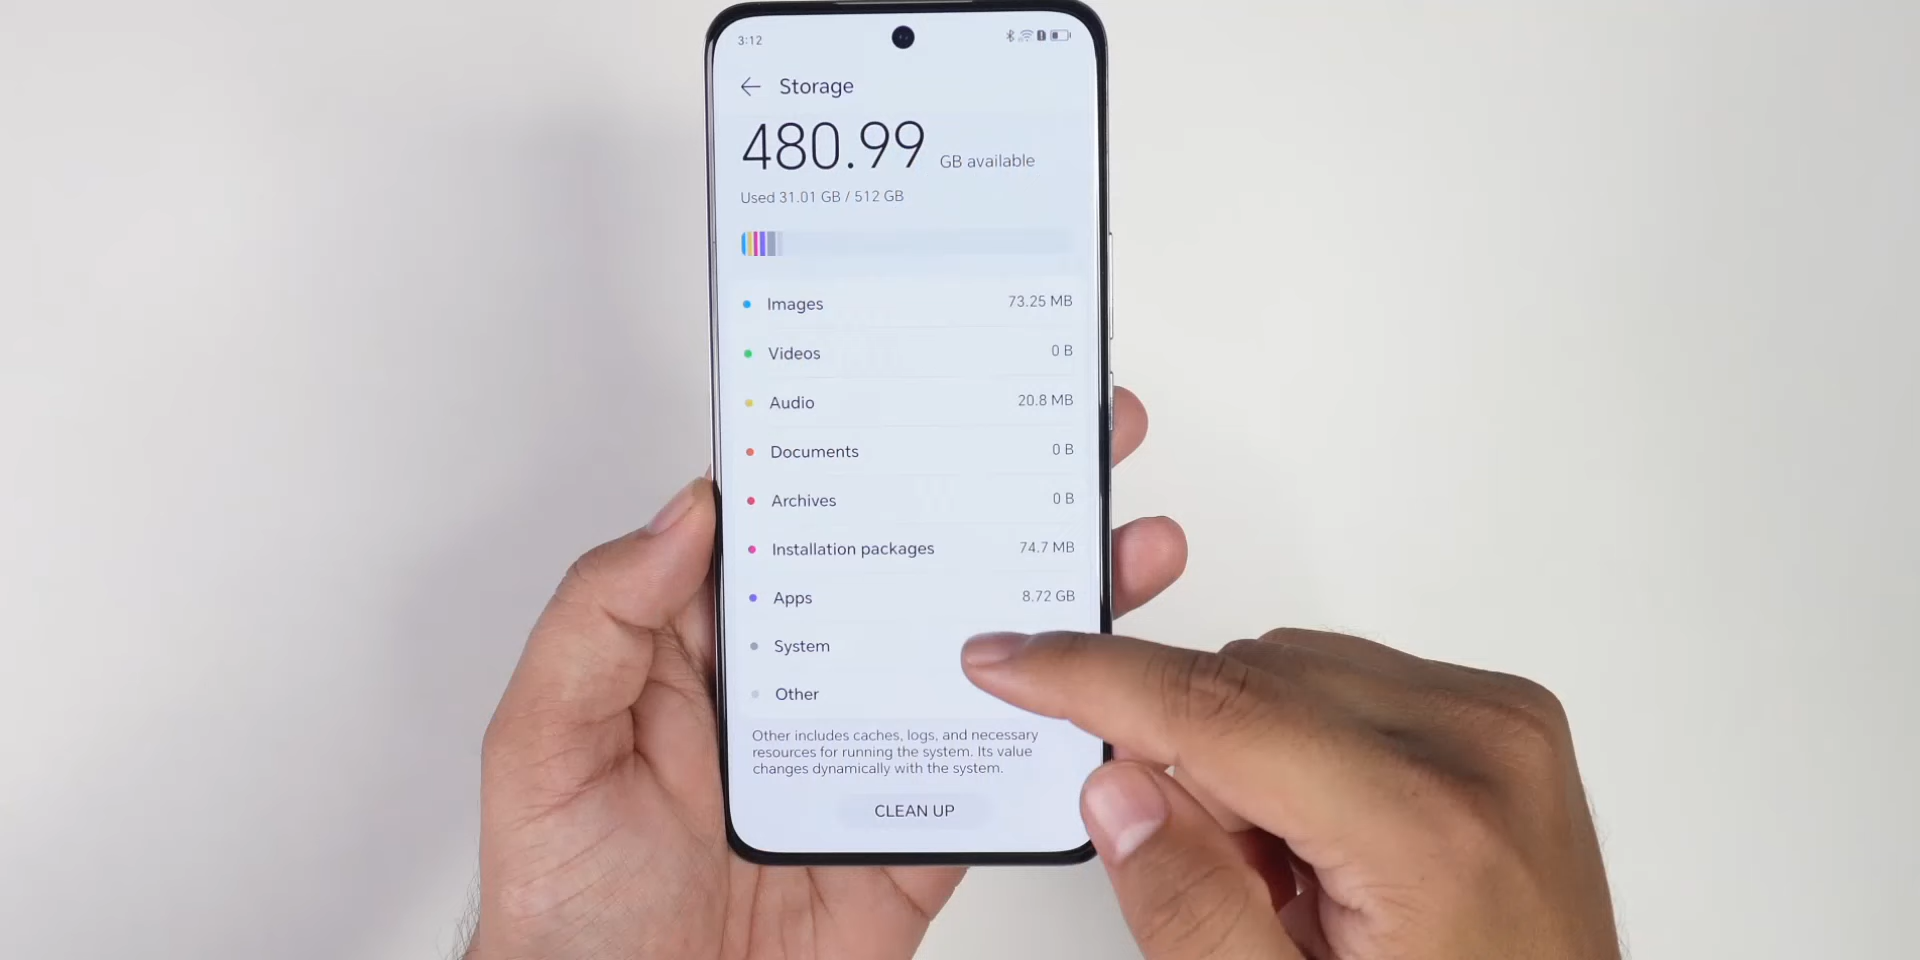 3:12
Storage
480.99 GB available
Used 31.01 GB / 512 GB
Images 73.25 MB
Videos 0 B
Audio 20.8 MB
Documents 0 B
Archives 0 B
Installation packages 74.7 MB
Apps 8.72 GB
System
Other
Other includes caches, logs, and necessary
resources for running the system. Its value
changes dynamically with the system.
CLEAN UP